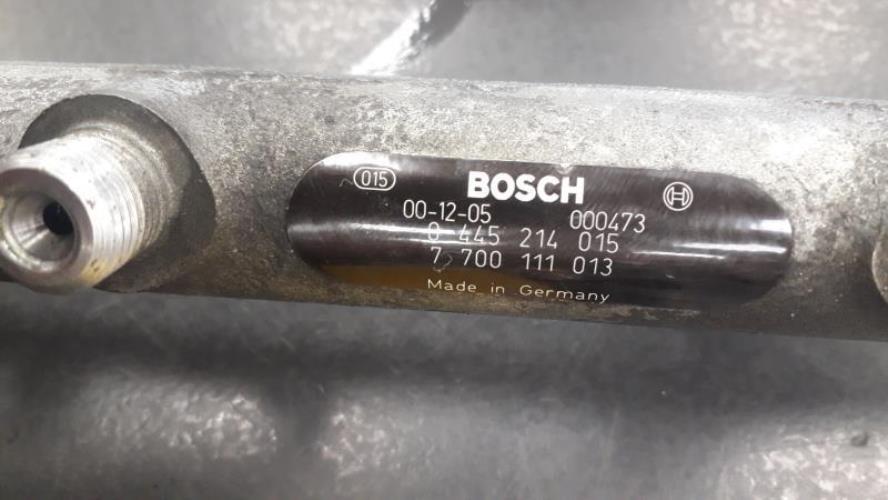 015 BOSCH
00-12-05 000473
0 445 214 015
7 700 111 013
Made in Germany